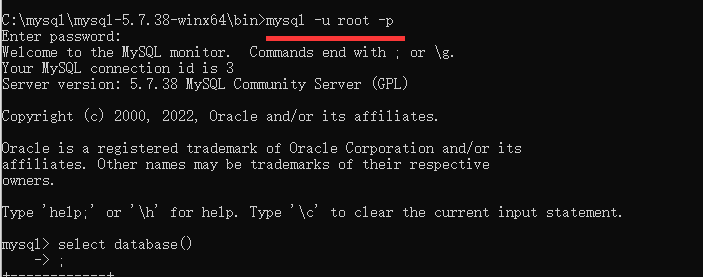 C:\mysql\mysql-5.7.38-winx64\bin>mysql -u root -p
Enter password:
Welcome to the MySQL monitor.  Commands end with ; or \g.
Your MySQL connection id is 3
Server version: 5.7.38 MySQL Community Server (GPL)
Copyright (c) 2000, 2022, Oracle and/or its affiliates.
Oracle is a registered trademark of Oracle Corporation and/or its
affiliates. Other names may be trademarks of their respective
owners.
Type 'help;' or '\h' for help. Type '\c' to clear the current input statement.
mysql> select database()
    -> ;
+------------+